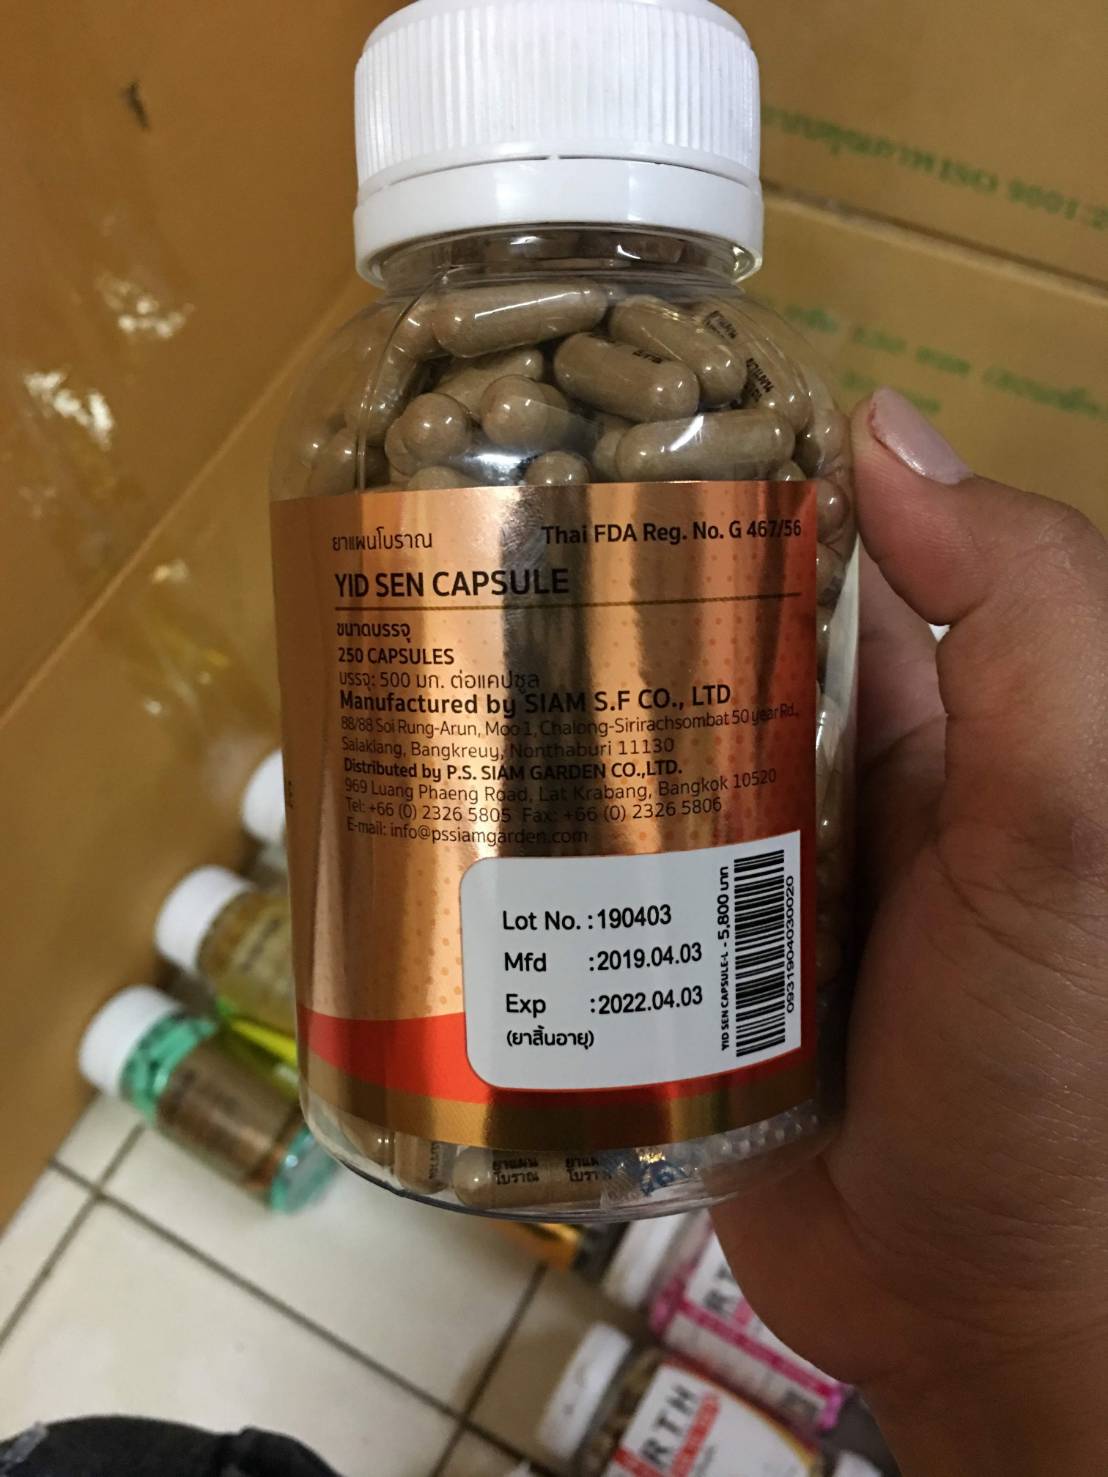 ยาแผนโบราณ Thai FDA Reg. No. G 467/56
YID SEN CAPSULE
ขนาดบรรจุ
250 CAPSULES
บรรจุ: 500 มก. ต่อแคปซูล
Manufactured by SIAM S.F CO., LTD
88/88 Soi Rung-Arun, Moo 1, Chalong-Sirirachsombat 50 year Rd.,
Salaklang, Bangkreuy, Nonthaburi 11130
Distributed by P.S. SIAM GARDEN CO.,LTD.
969 Luang Phaeng Road, Lat Krabang, Bangkok 10520
Tel: +66 (0) 2326 5805 Fax: +66 (0) 2326 5806
E-mail: info@pssiamgarden.com
Lot No. : 190403
Mfd : 2019.04.03
Exp : 2022.04.03
(ยาสิ้นอายุ)
YID SEN CAPSULE-L - 5,800 บาท
0931904030020
ยาแผน
โบราณ
RTH